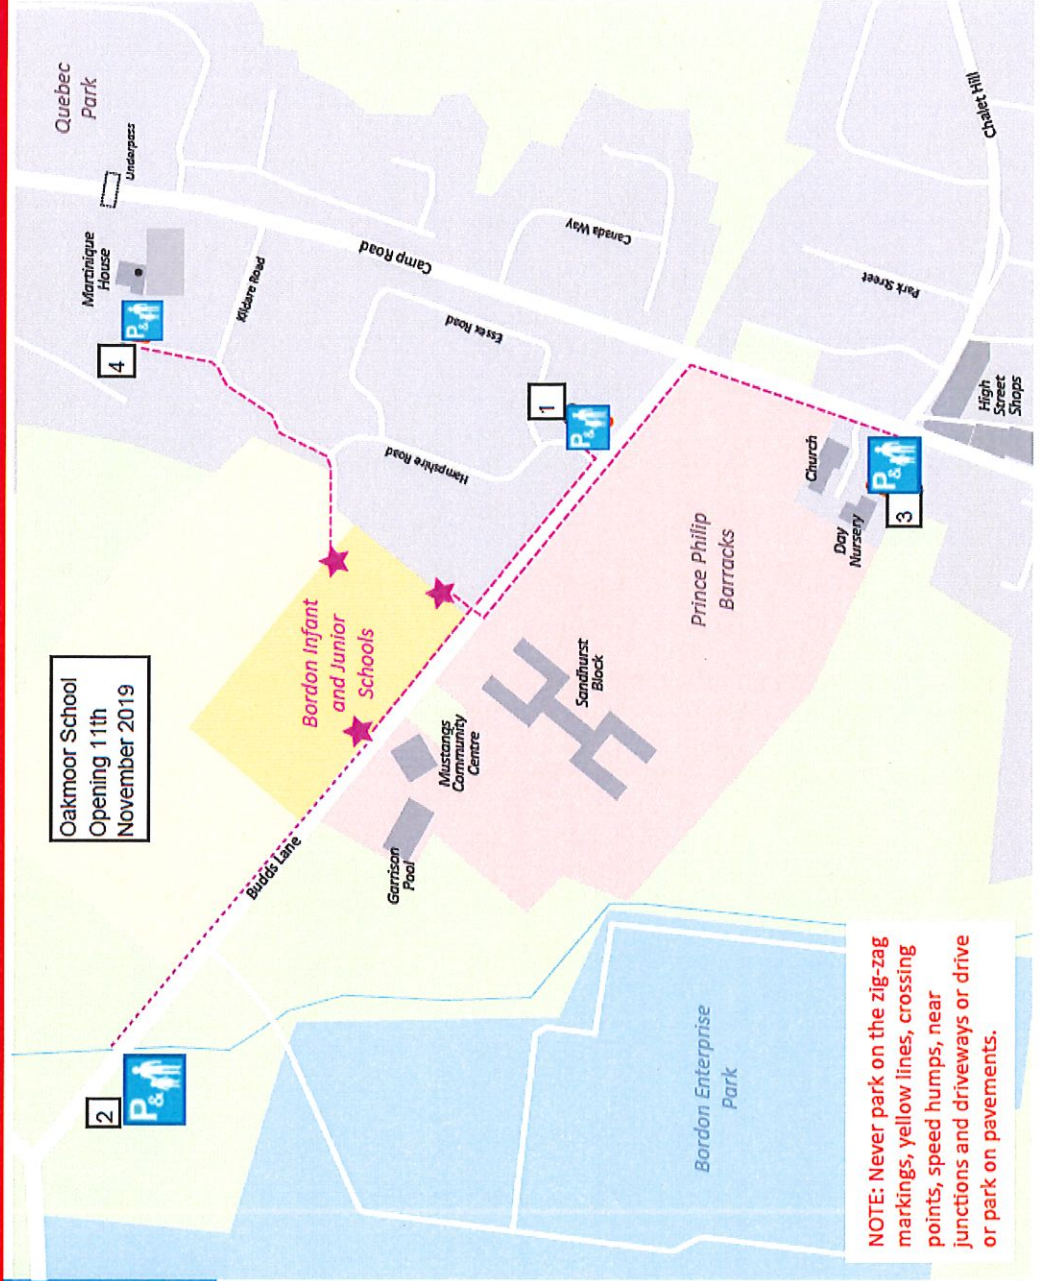 Oakmoor School
Opening 11th
November 2019
Quebec
Park
Underpass
Martinique
House
4
P&
Kildare Road
Camp Road
Canada Way
Essex Road
Hampshire Road
1
P&
Chalet Hill
Park Street
High
Street
Shops
Church
Day
Nursery
3
P&
Prince Philip
Barracks
Bordon Infant
and Junior
Schools
Sandhurst
Block
Mustangs
Community
Centre
Garrison
Pool
Budds Lane
2
P&
Bordon Enterprise
Park
NOTE: Never park on the zig-zag
markings, yellow lines, crossing
points, speed humps, near
junctions and driveways or drive
or park on pavements.